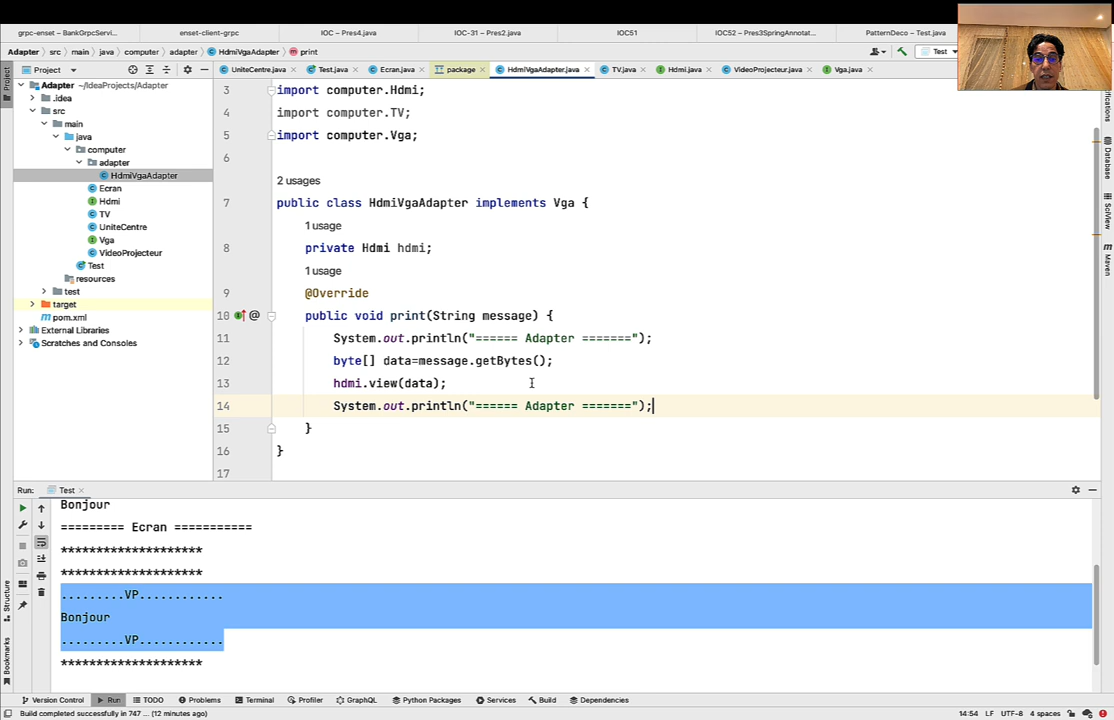 grpc-enset – BankGrpcServi...
enset-client-grpc
IOC – Pres4.java
IOC-31 – Pres2.java
IOC51
IOC52 – Pres3SpringAnnotat...
PatternDeco – Test.java
Adapter
src
main
java
computer
adapter
HdmiVgaAdapter
print
Test
Project
UniteCentre.java
Test.java
Ecran.java
package
HdmiVgaAdapter.java
TV.java
Hdmi.java
VideoProjecteur.java
Vga.java
Project
Adapter ~/IdeaProjects/Adapter
.idea
src
main
java
computer
adapter
HdmiVgaAdapter
Ecran
Hdmi
TV
UniteCentre
Vga
VideoProjecteur
Test
resources
test
target
pom.xml
External Libraries
Scratches and Consoles
3 import computer.Hdmi;
4 import computer.TV;
5 import computer.Vga;
6
2 usages
7 public class HdmiVgaAdapter implements Vga {
1 usage
8 private Hdmi hdmi;
1 usage
9 @Override
10 public void print(String message) {
11 System.out.println("====== Adapter =======");
12 byte[] data=message.getBytes();
13 hdmi.view(data);
14 System.out.println("====== Adapter =======");
15 }
16 }
17
Database
SciView
Maven
Run:
Test
Bonjour
========= Ecran ===========
********************
********************
.........VP............
Bonjour
.........VP............
********************
Structure
Bookmarks
Version Control
Run
TODO
Problems
Terminal
Profiler
GraphQL
Python Packages
Services
Build
Dependencies
Build completed successfully in 747 ... (12 minutes ago)
14:54
LF
UTF-8
4 spaces